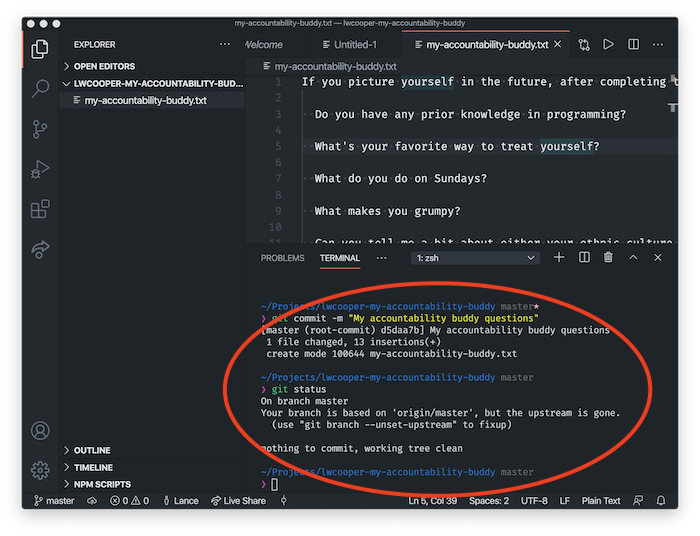 my-accountability-buddy.txt — lwcooper-my-accountability-buddy
EXPLORER
OPEN EDITORS
LWCOOPER-MY-ACCOUNTABILITY-BUD...
my-accountability-buddy.txt
OUTLINE
TIMELINE
NPM SCRIPTS
Welcome
Untitled-1
my-accountability-buddy.txt
my-accountability-buddy.txt
1 If you picture yourself in the future, after completing t
2
3 Do you have any prior knowledge in programming?
4
5 What's your favorite way to treat yourself?
6
7 What do you do on Sundays?
8
9 What makes you grumpy?
10
11 Can you tell me a bit about either your ethnic culture
PROBLEMS TERMINAL 1: zsh
~/Projects/lwcooper-my-accountability-buddy master*
❯ git commit -m "My accountability buddy questions"
[master (root-commit) d5daa7b] My accountability buddy questions
1 file changed, 13 insertions(+)
create mode 100644 my-accountability-buddy.txt
~/Projects/lwcooper-my-accountability-buddy master
❯ git status
On branch master
Your branch is based on 'origin/master', but the upstream is gone.
(use "git branch --unset-upstream" to fixup)
nothing to commit, working tree clean
~/Projects/lwcooper-my-accountability-buddy master
❯
master 0 0 Lance Live Share Ln 5, Col 39 Spaces: 2 UTF-8 LF Plain Text